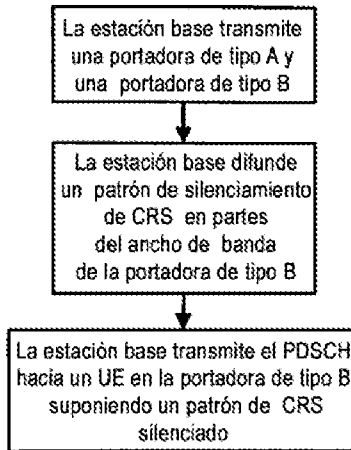 La estación base transmite
una portadora de tipo A y
una portadora de tipo B
La estación base difunde
un patrón de silenciamiento
de CRS en partes
del ancho de banda
de la portadora de tipo B
La estación base transmite el PDSCH
hacia un UE en la portadora de tipo B
suponiendo un patrón de CRS
silenciado